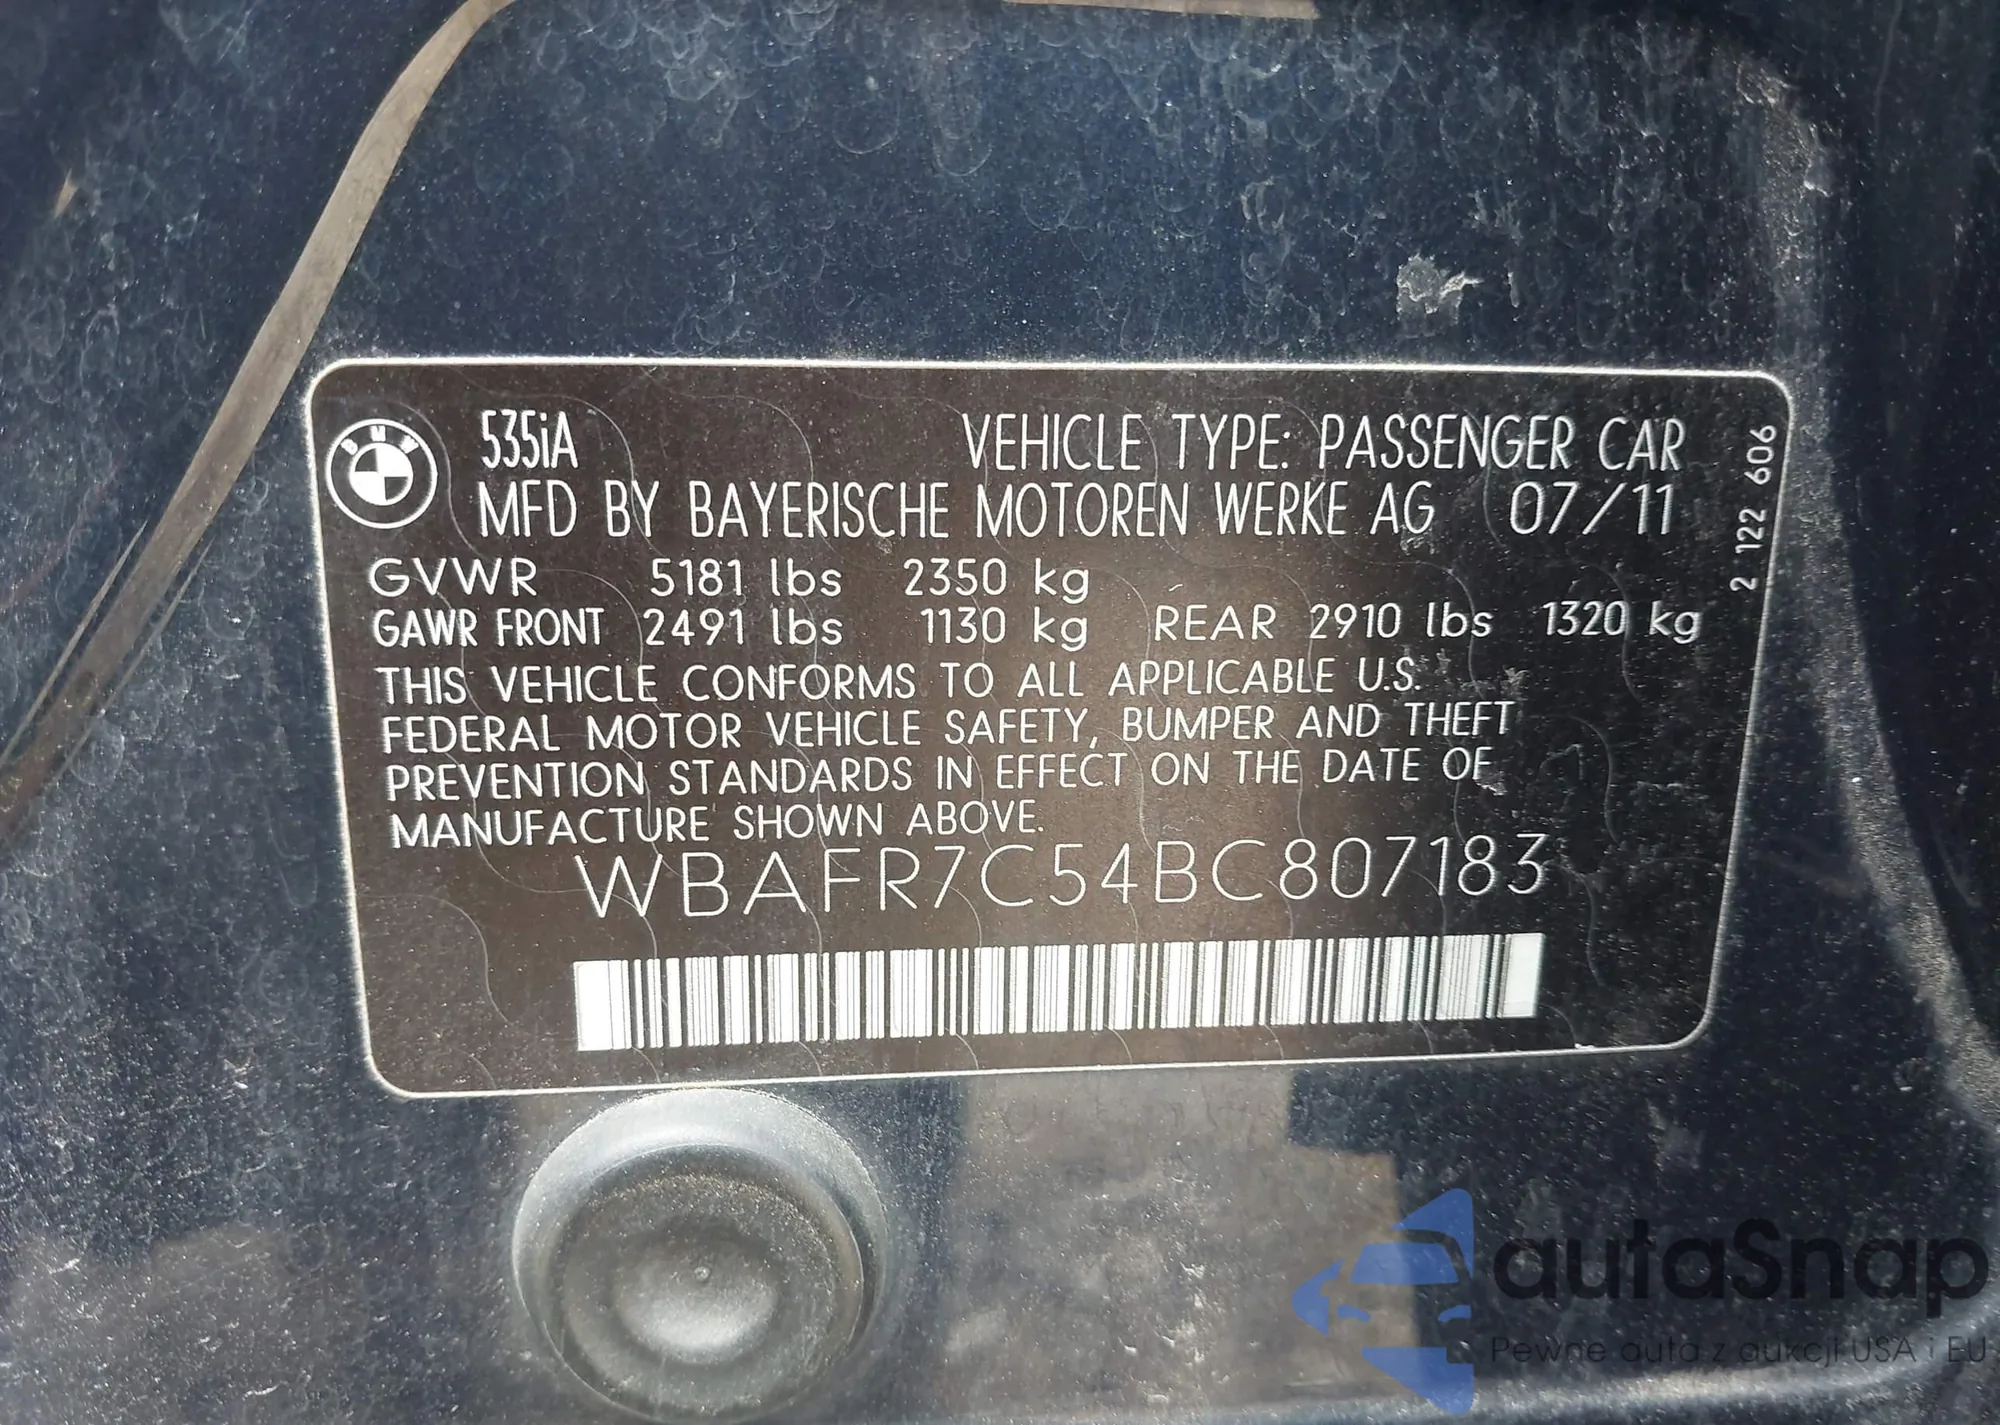 BMW
535iA VEHICLE TYPE: PASSENGER CAR
MFD BY BAYERISCHE MOTOREN WERKE AG 07/11
GVWR 5181 lbs 2350 kg
GAWR FRONT 2491 lbs 1130 kg REAR 2910 lbs 1320 kg
THIS VEHICLE CONFORMS TO ALL APPLICABLE U.S.
FEDERAL MOTOR VEHICLE SAFETY, BUMPER AND THEFT
PREVENTION STANDARDS IN EFFECT ON THE DATE OF
MANUFACTURE SHOWN ABOVE.
WBAFR7C54BC807183
2 122 606
autaSnap
Pewne auta z aukcji USA i EU